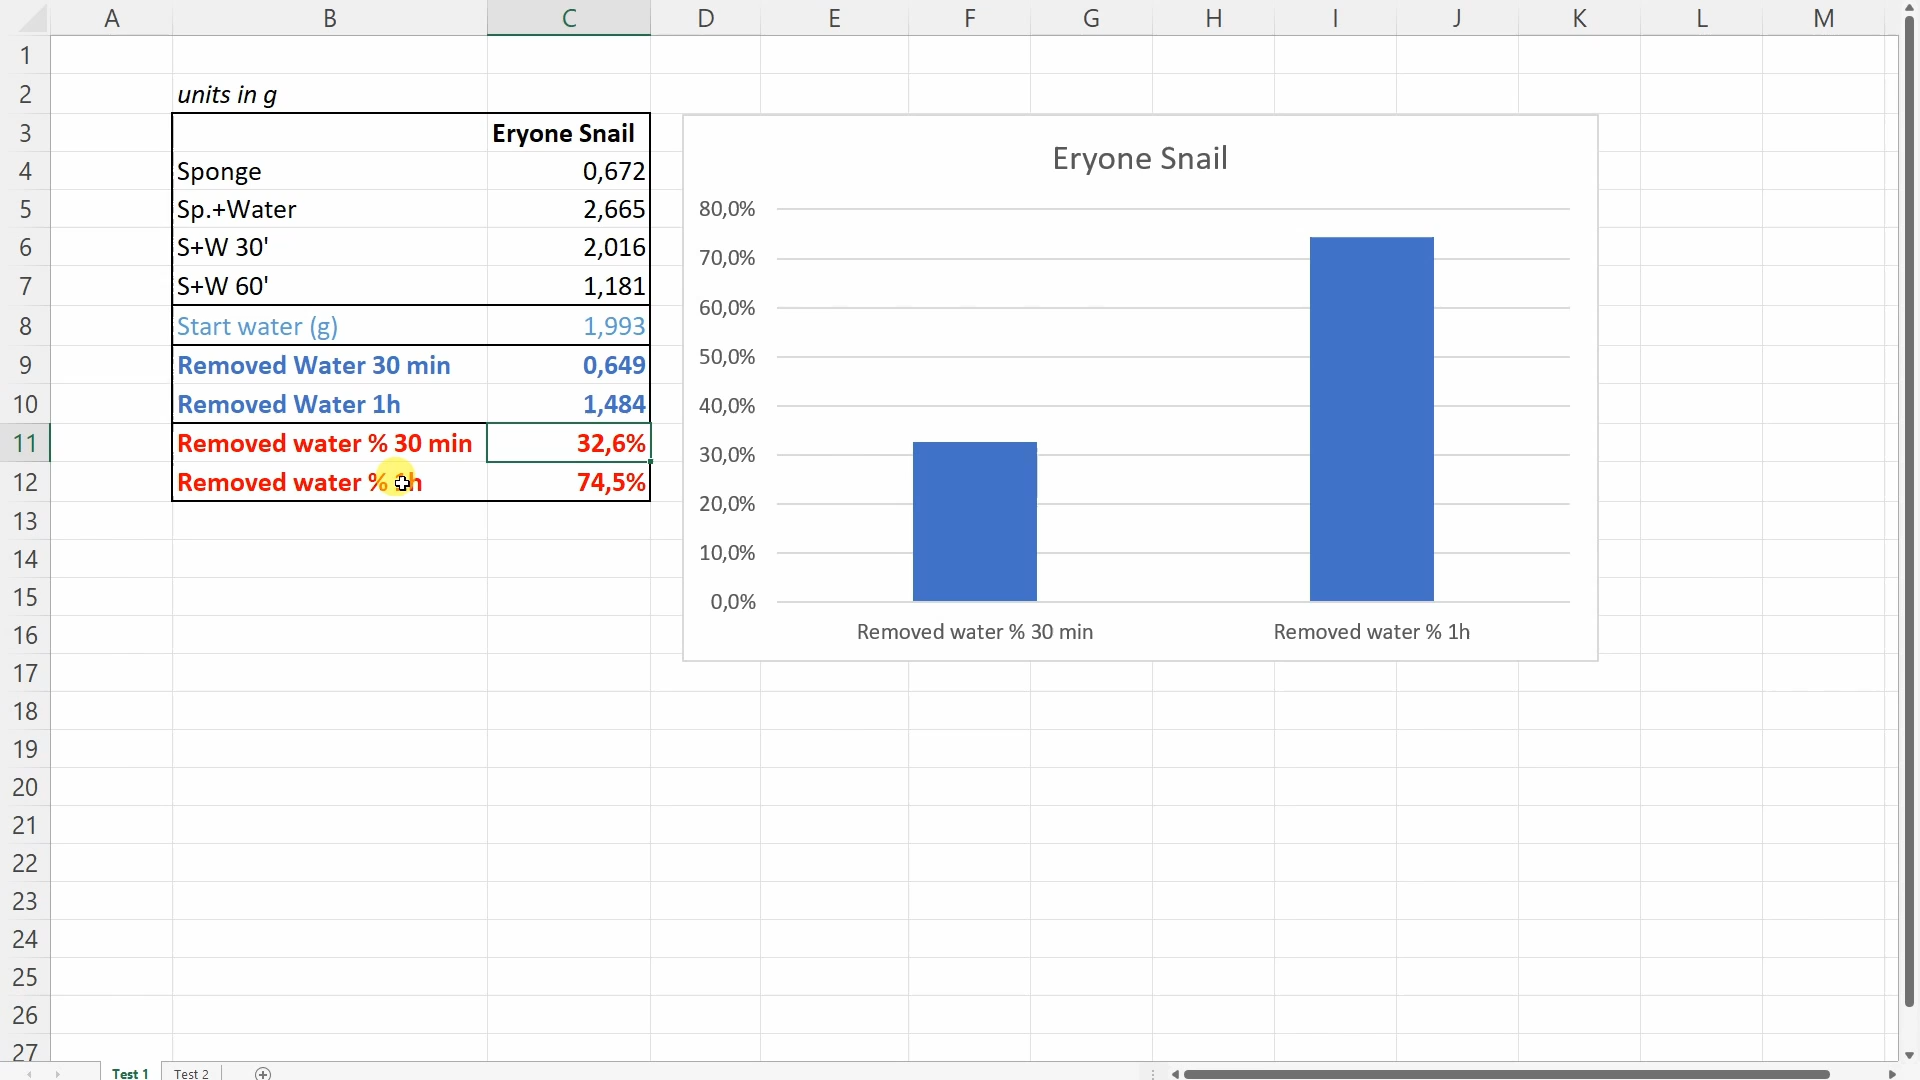 A B C D E F G H I J K L M
1
2 units in g
3 Eryone Snail
4 Sponge 0,672
5 Sp.+Water 2,665
6 S+W 30' 2,016
7 S+W 60' 1,181
8 Start water (g) 1,993
9 Removed Water 30 min 0,649
10 Removed Water 1h 1,484
11 Removed water % 30 min 32,6%
12 Removed water % 1h 74,5%
13
14
15
16
17
18
19
20
21
22
23
24
25
26
27
Eryone Snail
80,0%
70,0%
60,0%
50,0%
40,0%
30,0%
20,0%
10,0%
0,0%
Removed water % 30 min Removed water % 1h
Test 1 Test 2